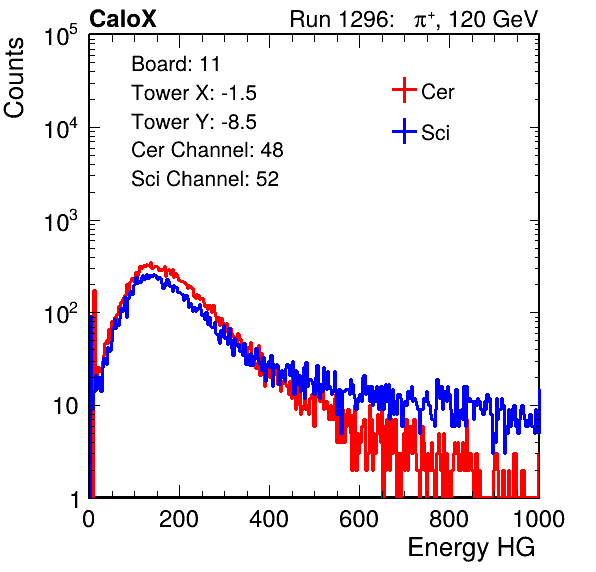 CaloX Run 1296: π⁺, 120 GeV
Counts
10⁵
10⁴
10³
10²
10
1
Board: 11
Tower X: -1.5
Tower Y: -8.5
Cer Channel: 48
Sci Channel: 52
Cer
Sci
0 200 400 600 800 1000
Energy HG